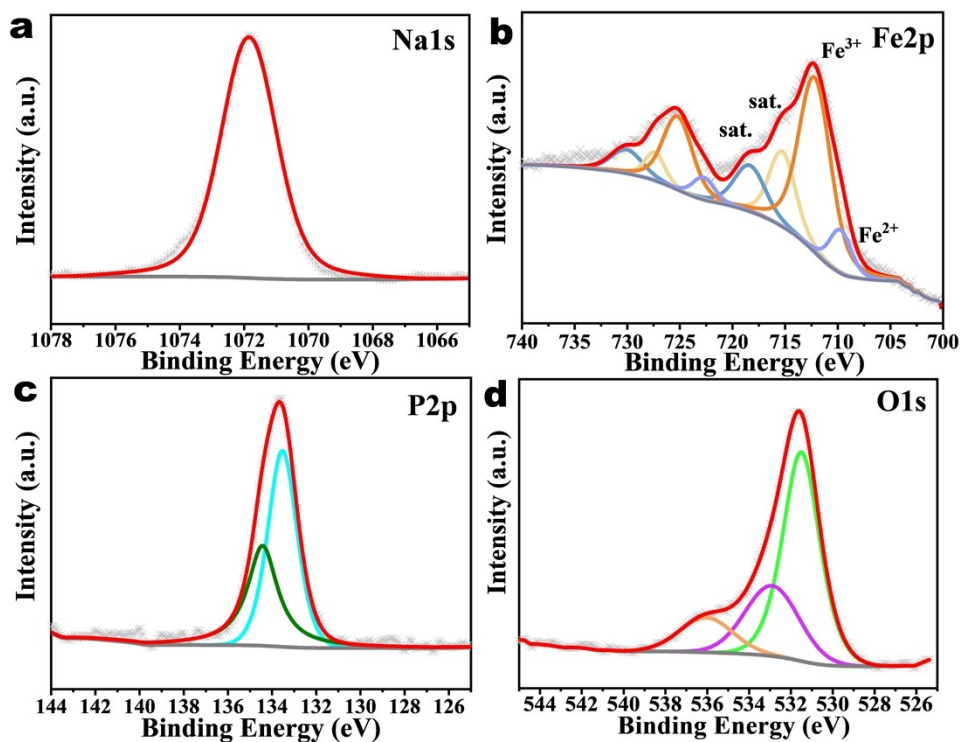 a
Na1s
Intensity (a.u.)
1078 1074 1072 1070 1068 1066
Binding Energy (eV)
b
Fe2p
Fe³⁺
sat.
sat.
Fe²⁺
Intensity (a.u.)
740 735 730 725 720 715 710 705 700
Binding Energy (eV)
c
P2p
Intensity (a.u.)
144 142 140 138 136 134 132 130 128 126
Binding Energy (eV)
d
O1s
Intensity (a.u.)
544 542 540 538 536 534 532 530 528 526
Binding Energy (eV)